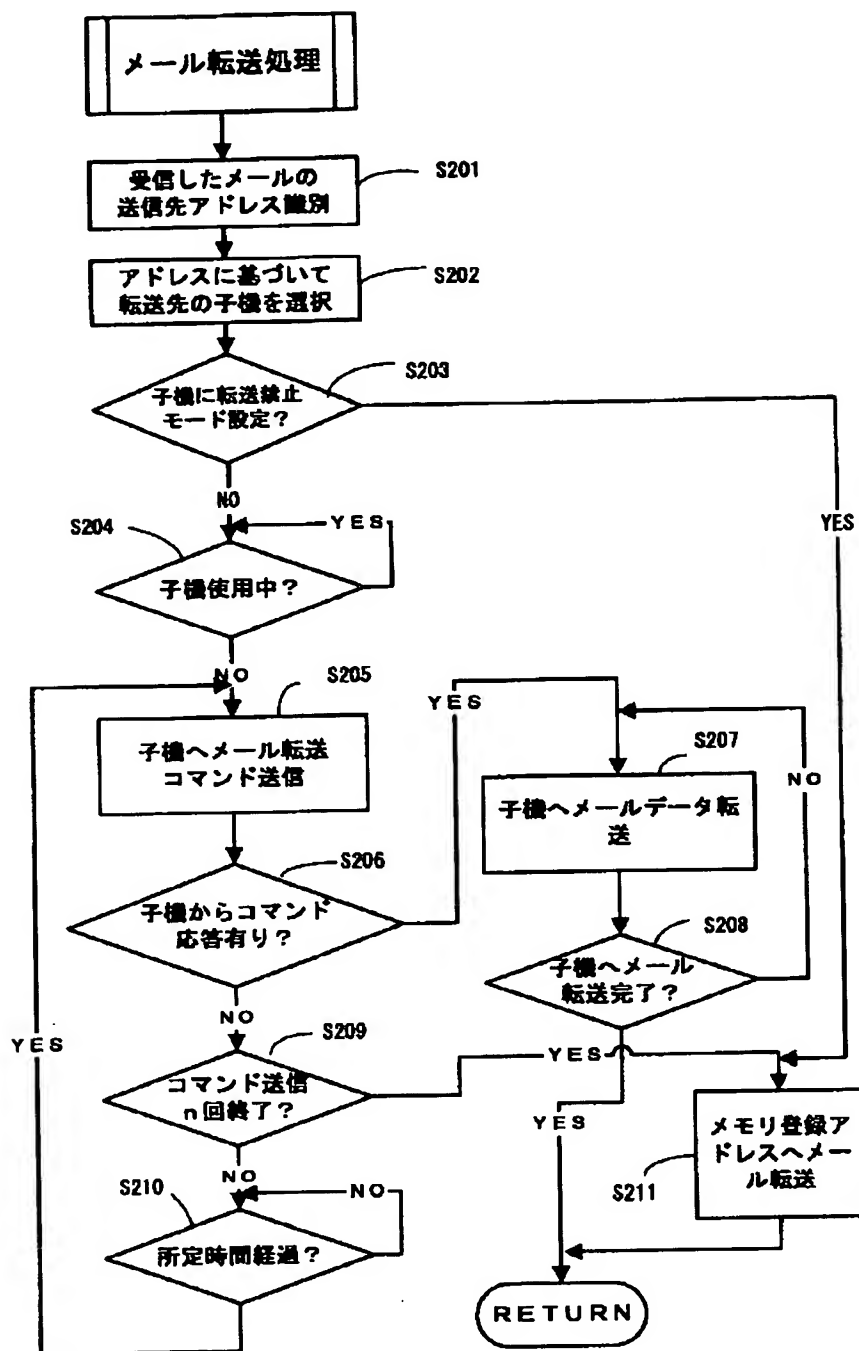 メール転送処理
受信したメールの
送信先アドレス識別
S201
アドレスに基づいて
転送先の子機を選択
S202
子機に転送禁止
モード設定?
S203
NO
YES
S204
YES
子機使用中?
NO
S205
子機へメール転送
コマンド送信
YES
S207
NO
子機へメールデータ転
送
S206
子機からコマンド
応答有り?
S208
子機へメール
転送完了?
NO
YES
S209
コマンド送信
n回終了?
YES
YES
メモリ登録ア
ドレスへメー
ル転送
S211
NO
S210
NO
所定時間経過?
RETURN